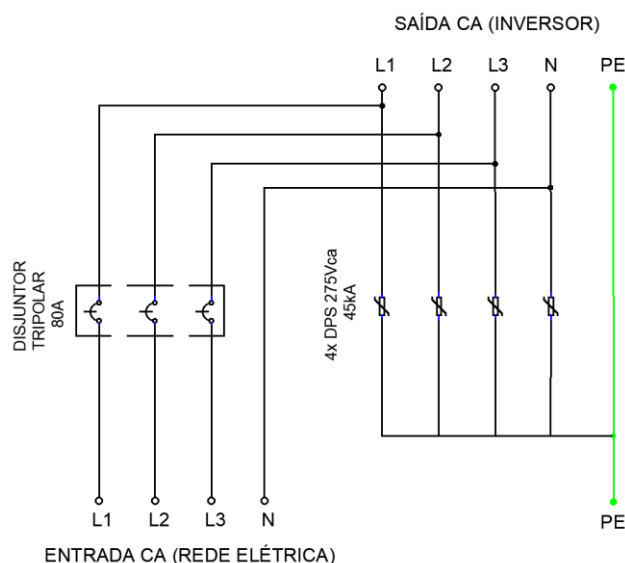 SAÍDA CA (INVERSOR)
L1 L2 L3 N PE
DISJUNTOR
TRIPOLAR
80A
4x DPS 275Vca
45kA
L1 L2 L3 N PE
ENTRADA CA (REDE ELÉTRICA)